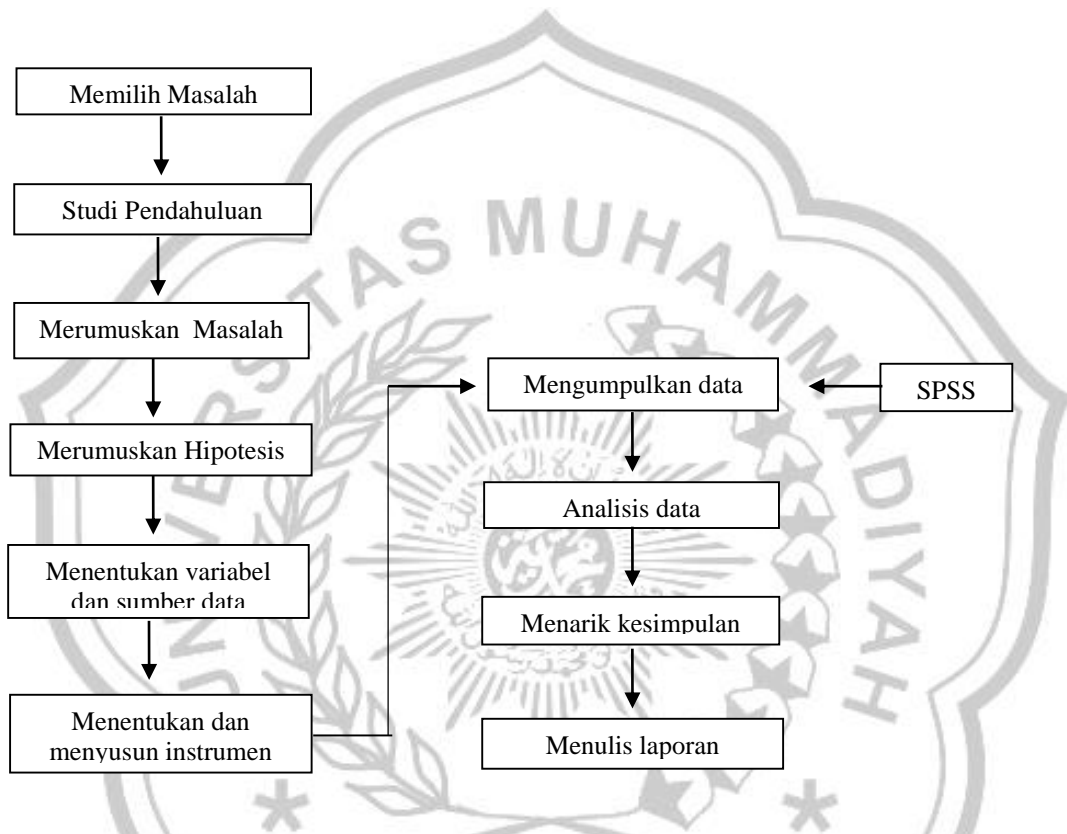 Memilih Masalah
Studi Pendahuluan
Merumuskan Masalah
Merumuskan Hipotesis
Menentukan variabel
dan sumber data
Menentukan dan
menyusun instrumen
Mengumpulkan data
SPSS
Analisis data
Menarik kesimpulan
Menulis laporan
UNIVERSITAS MUHAMMADIYAH